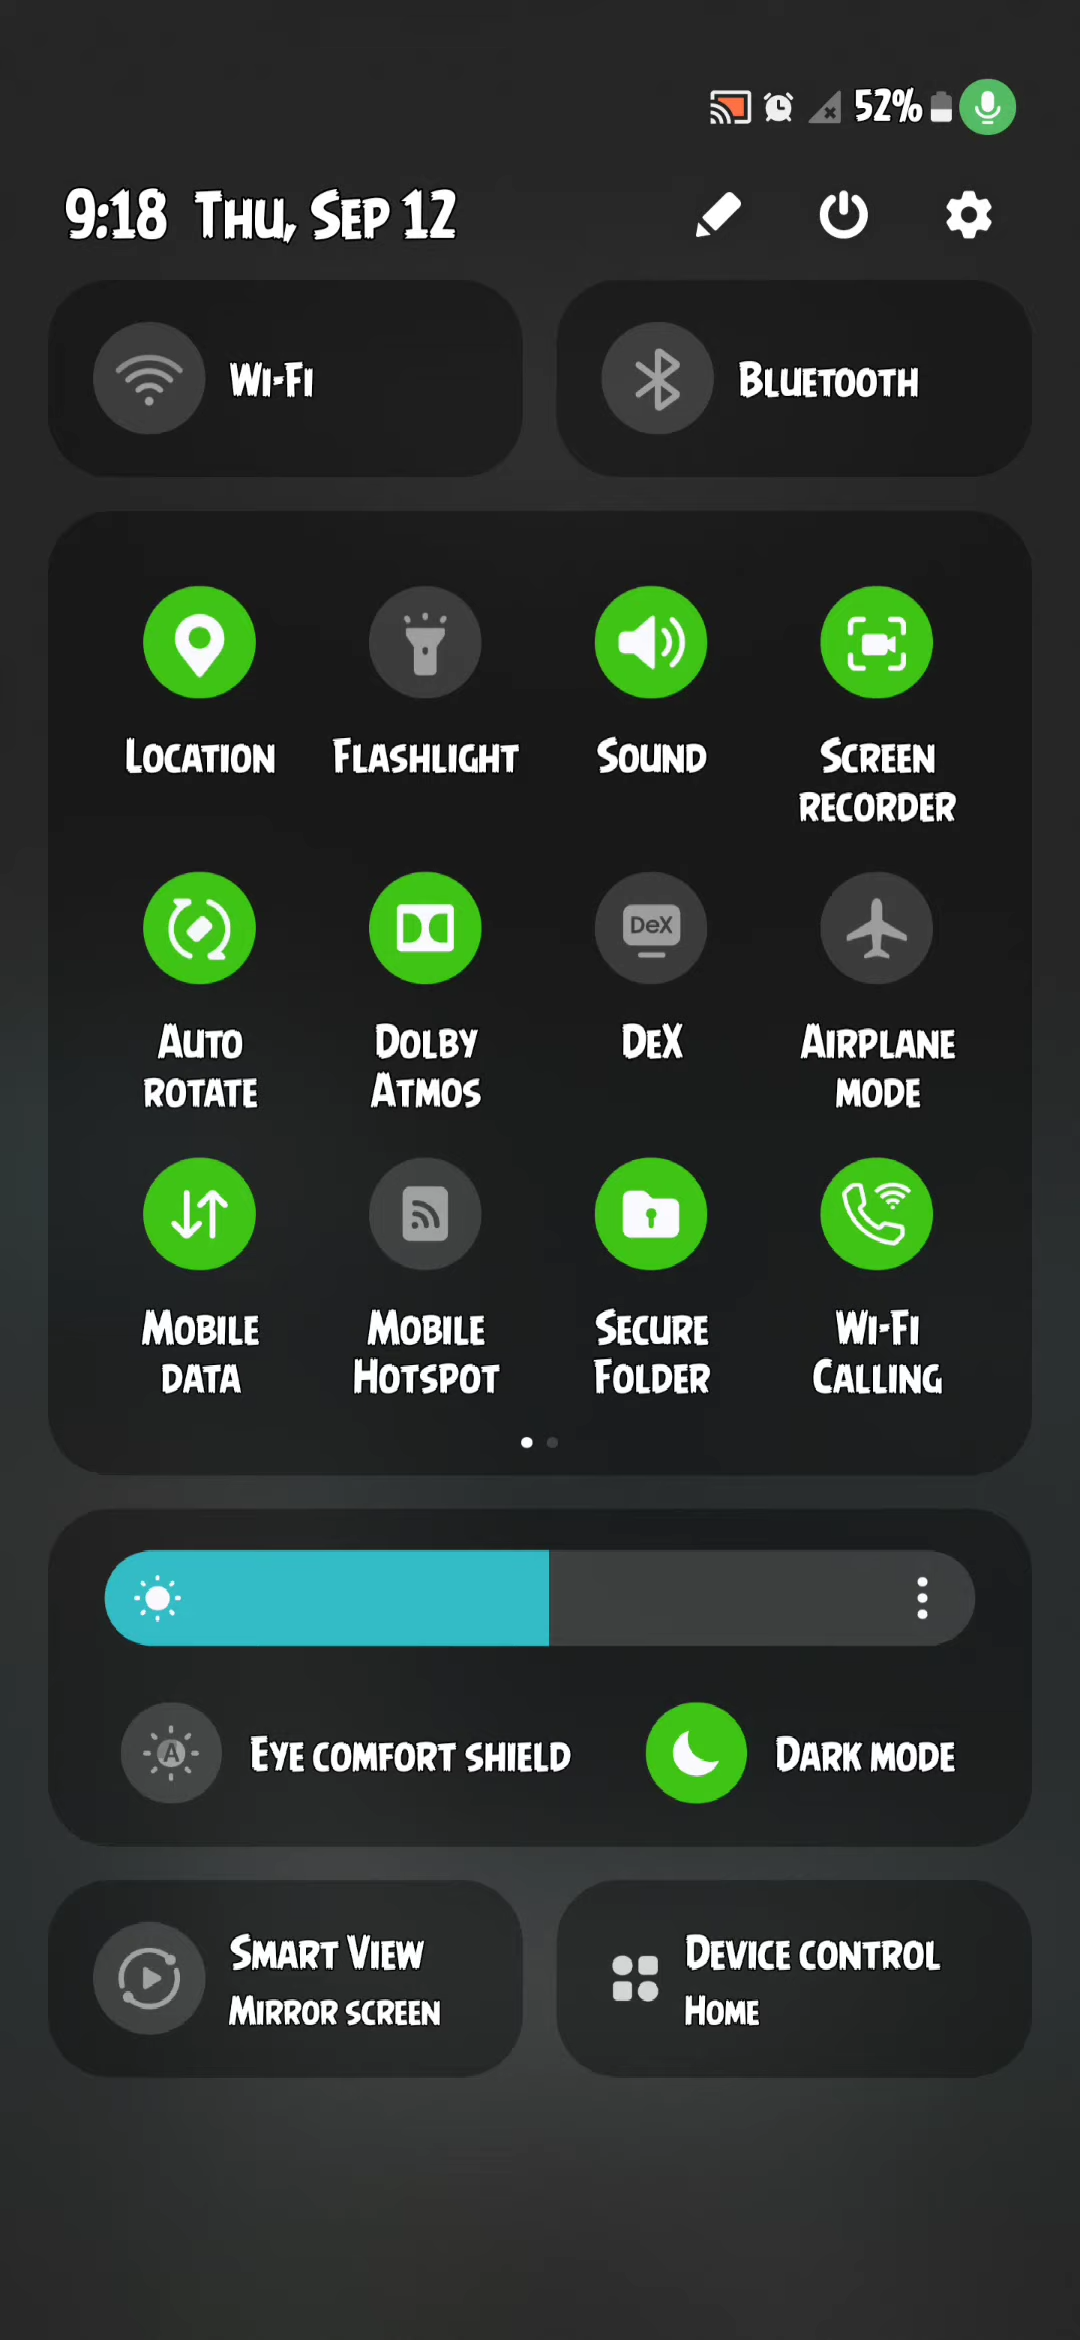 52%
9:18 Thu, Sep 12
Wi-Fi
Bluetooth
Location
Flashlight
Sound
Screen
recorder
Auto
rotate
Dolby
Atmos
DeX
DeX
Airplane
mode
Mobile
data
Mobile
Hotspot
Secure
Folder
Wi-Fi
Calling
A
Eye comfort shield
Dark mode
Smart View
Mirror screen
Device control
Home